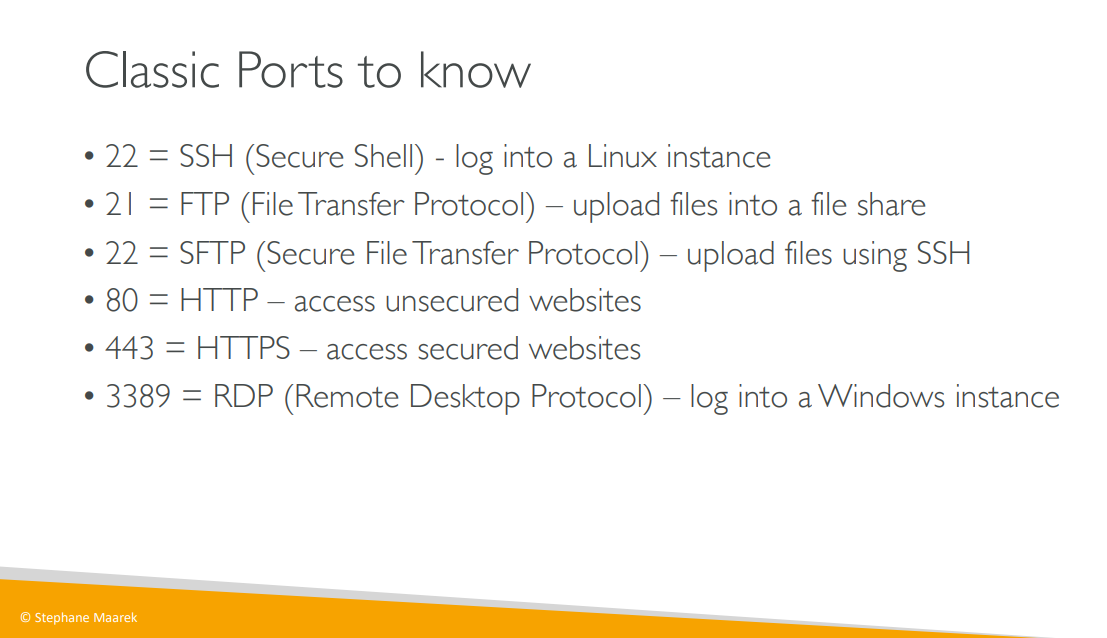 Classic Ports to know
• 22 = SSH (Secure Shell) - log into a Linux instance
• 21 = FTP (File Transfer Protocol) – upload files into a file share
• 22 = SFTP (Secure File Transfer Protocol) – upload files using SSH
• 80 = HTTP – access unsecured websites
• 443 = HTTPS – access secured websites
• 3389 = RDP (Remote Desktop Protocol) – log into a Windows instance
© Stephane Maarek